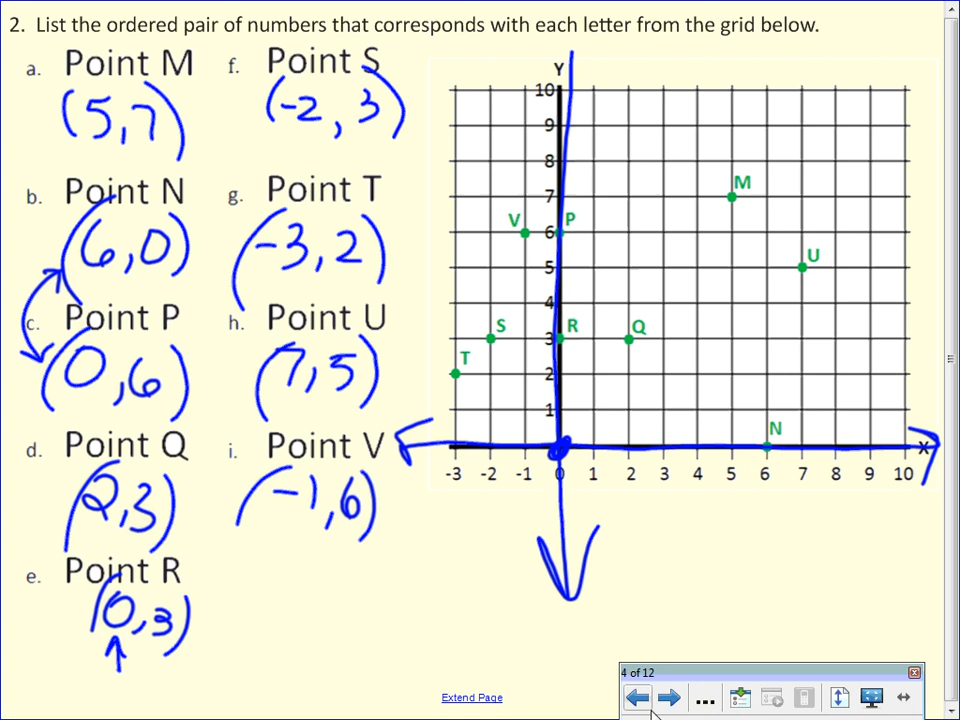 2. List the ordered pair of numbers that corresponds with each letter from the grid below.
a. Point M
(5,7)
b. Point N
(6,0)
c. Point P
(0,6)
d. Point Q
(2,3)
e. Point R
(0,3)
f. Point S
(-2,3)
g. Point T
(-3,2)
h. Point U
(7,5)
i. Point V
(-1,6)
Y
10
9
8
7
6
5
4
3
2
1
M
V P
U
S R Q
T
N
X
-3 -2 -1 0 1 2 3 4 5 6 7 8 9 10
Extend Page
4 of 12